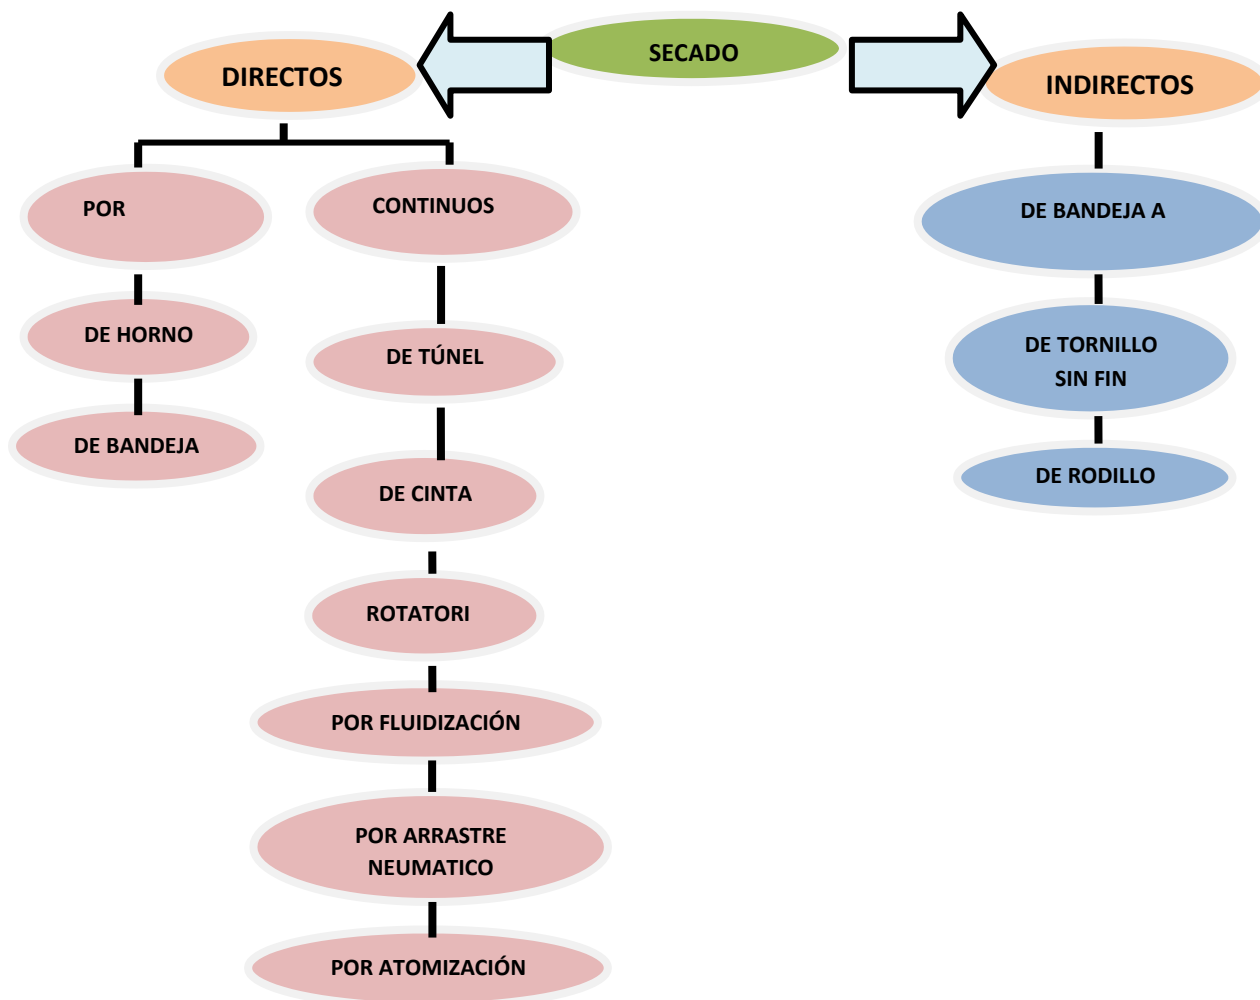 SECADO
DIRECTOS
INDIRECTOS
POR
CONTINUOS
DE BANDEJA A
DE HORNO
DE TÚNEL
DE TORNILLO
SIN FIN
DE BANDEJA
DE CINTA
DE RODILLO
ROTATORI
POR FLUIDIZACIÓN
POR ARRASTRE
NEUMATICO
POR ATOMIZACIÓN